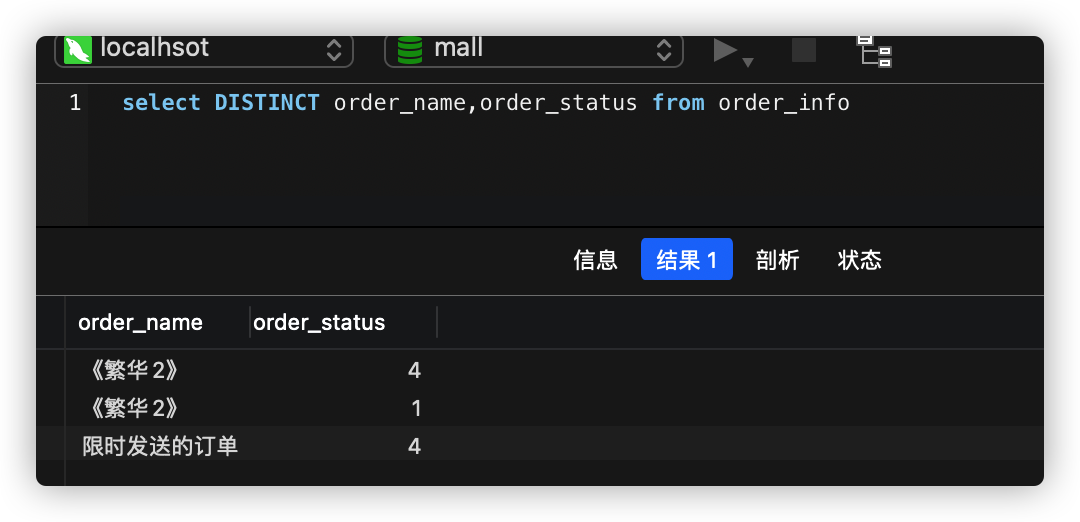 localhsot mall
1 select DISTINCT order_name,order_status from order_info
信息 结果 1 剖析 状态
order_name order_status
《繁华 2》 4
《繁华 2》 1
限时发送的订单 4